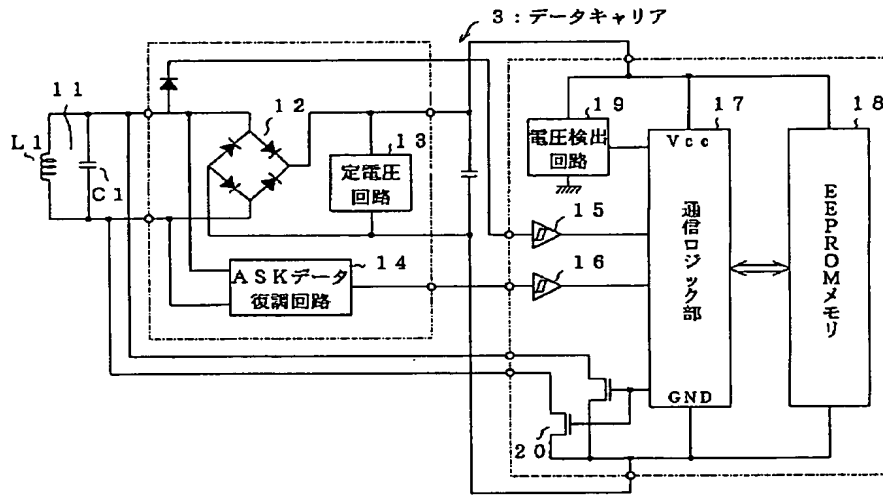 3：データキャリア
11
12
19
17
18
L1
C1
13
電圧検出
回路
Vcc
定電圧
回路
15
通信ロジック部
EEPROMメモリ
14
ASKデータ
復調回路
16
GND
20